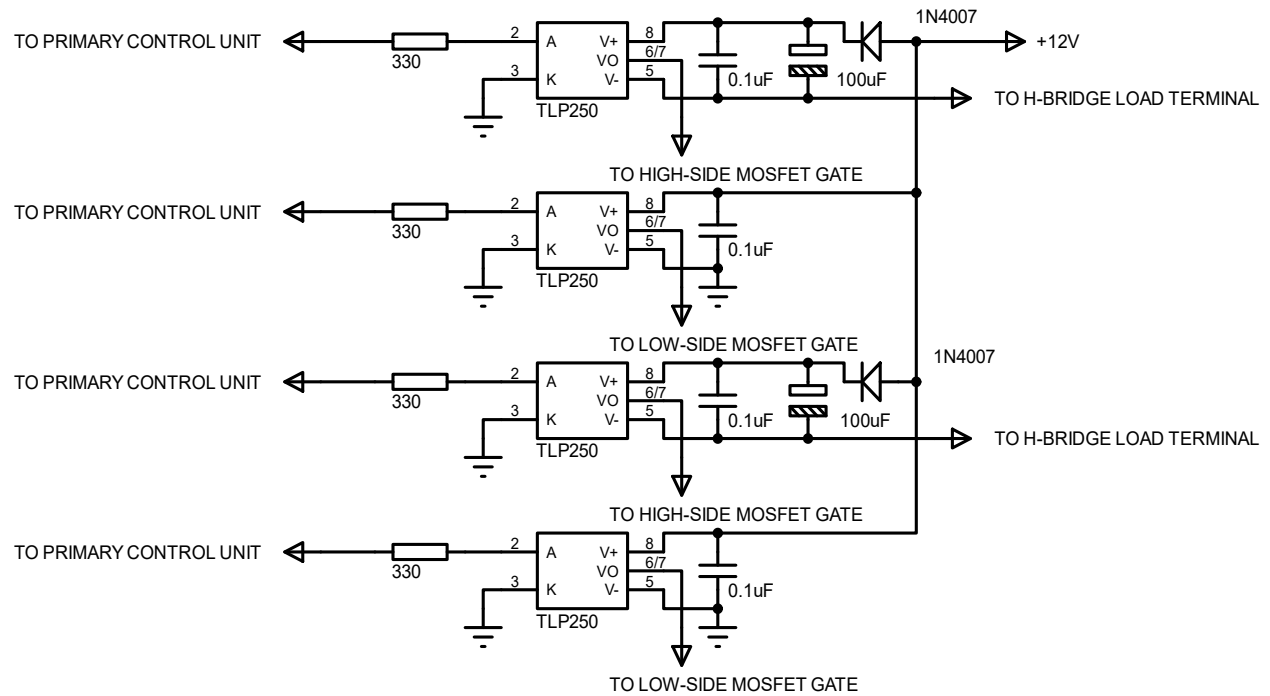 1N4007
TO PRIMARY CONTROL UNIT
330
2
3
A
K
V+
VO
V-
8
6/7
5
TLP250
0.1uF
100uF
+12V
TO H-BRIDGE LOAD TERMINAL
TO HIGH-SIDE MOSFET GATE
TO PRIMARY CONTROL UNIT
330
2
3
A
K
V+
VO
V-
8
6/7
5
TLP250
0.1uF
TO LOW-SIDE MOSFET GATE
1N4007
TO PRIMARY CONTROL UNIT
330
2
3
A
K
V+
VO
V-
8
6/7
5
TLP250
0.1uF
100uF
TO H-BRIDGE LOAD TERMINAL
TO HIGH-SIDE MOSFET GATE
TO PRIMARY CONTROL UNIT
330
2
3
A
K
V+
VO
V-
8
6/7
5
TLP250
0.1uF
TO LOW-SIDE MOSFET GATE